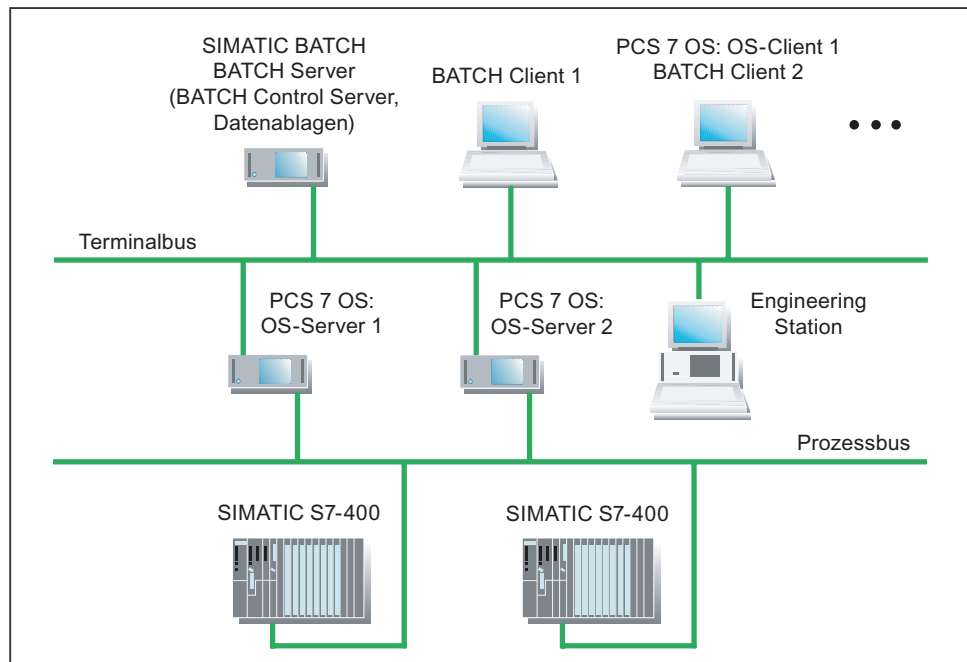 SIMATIC BATCH
BATCH Server
(BATCH Control Server,
Datenablagen)
BATCH Client 1
PCS 7 OS: OS-Client 1
BATCH Client 2
Terminalbus
PCS 7 OS:
OS-Server 1
PCS 7 OS:
OS-Server 2
Engineering
Station
Prozessbus
SIMATIC S7-400
SIMATIC S7-400